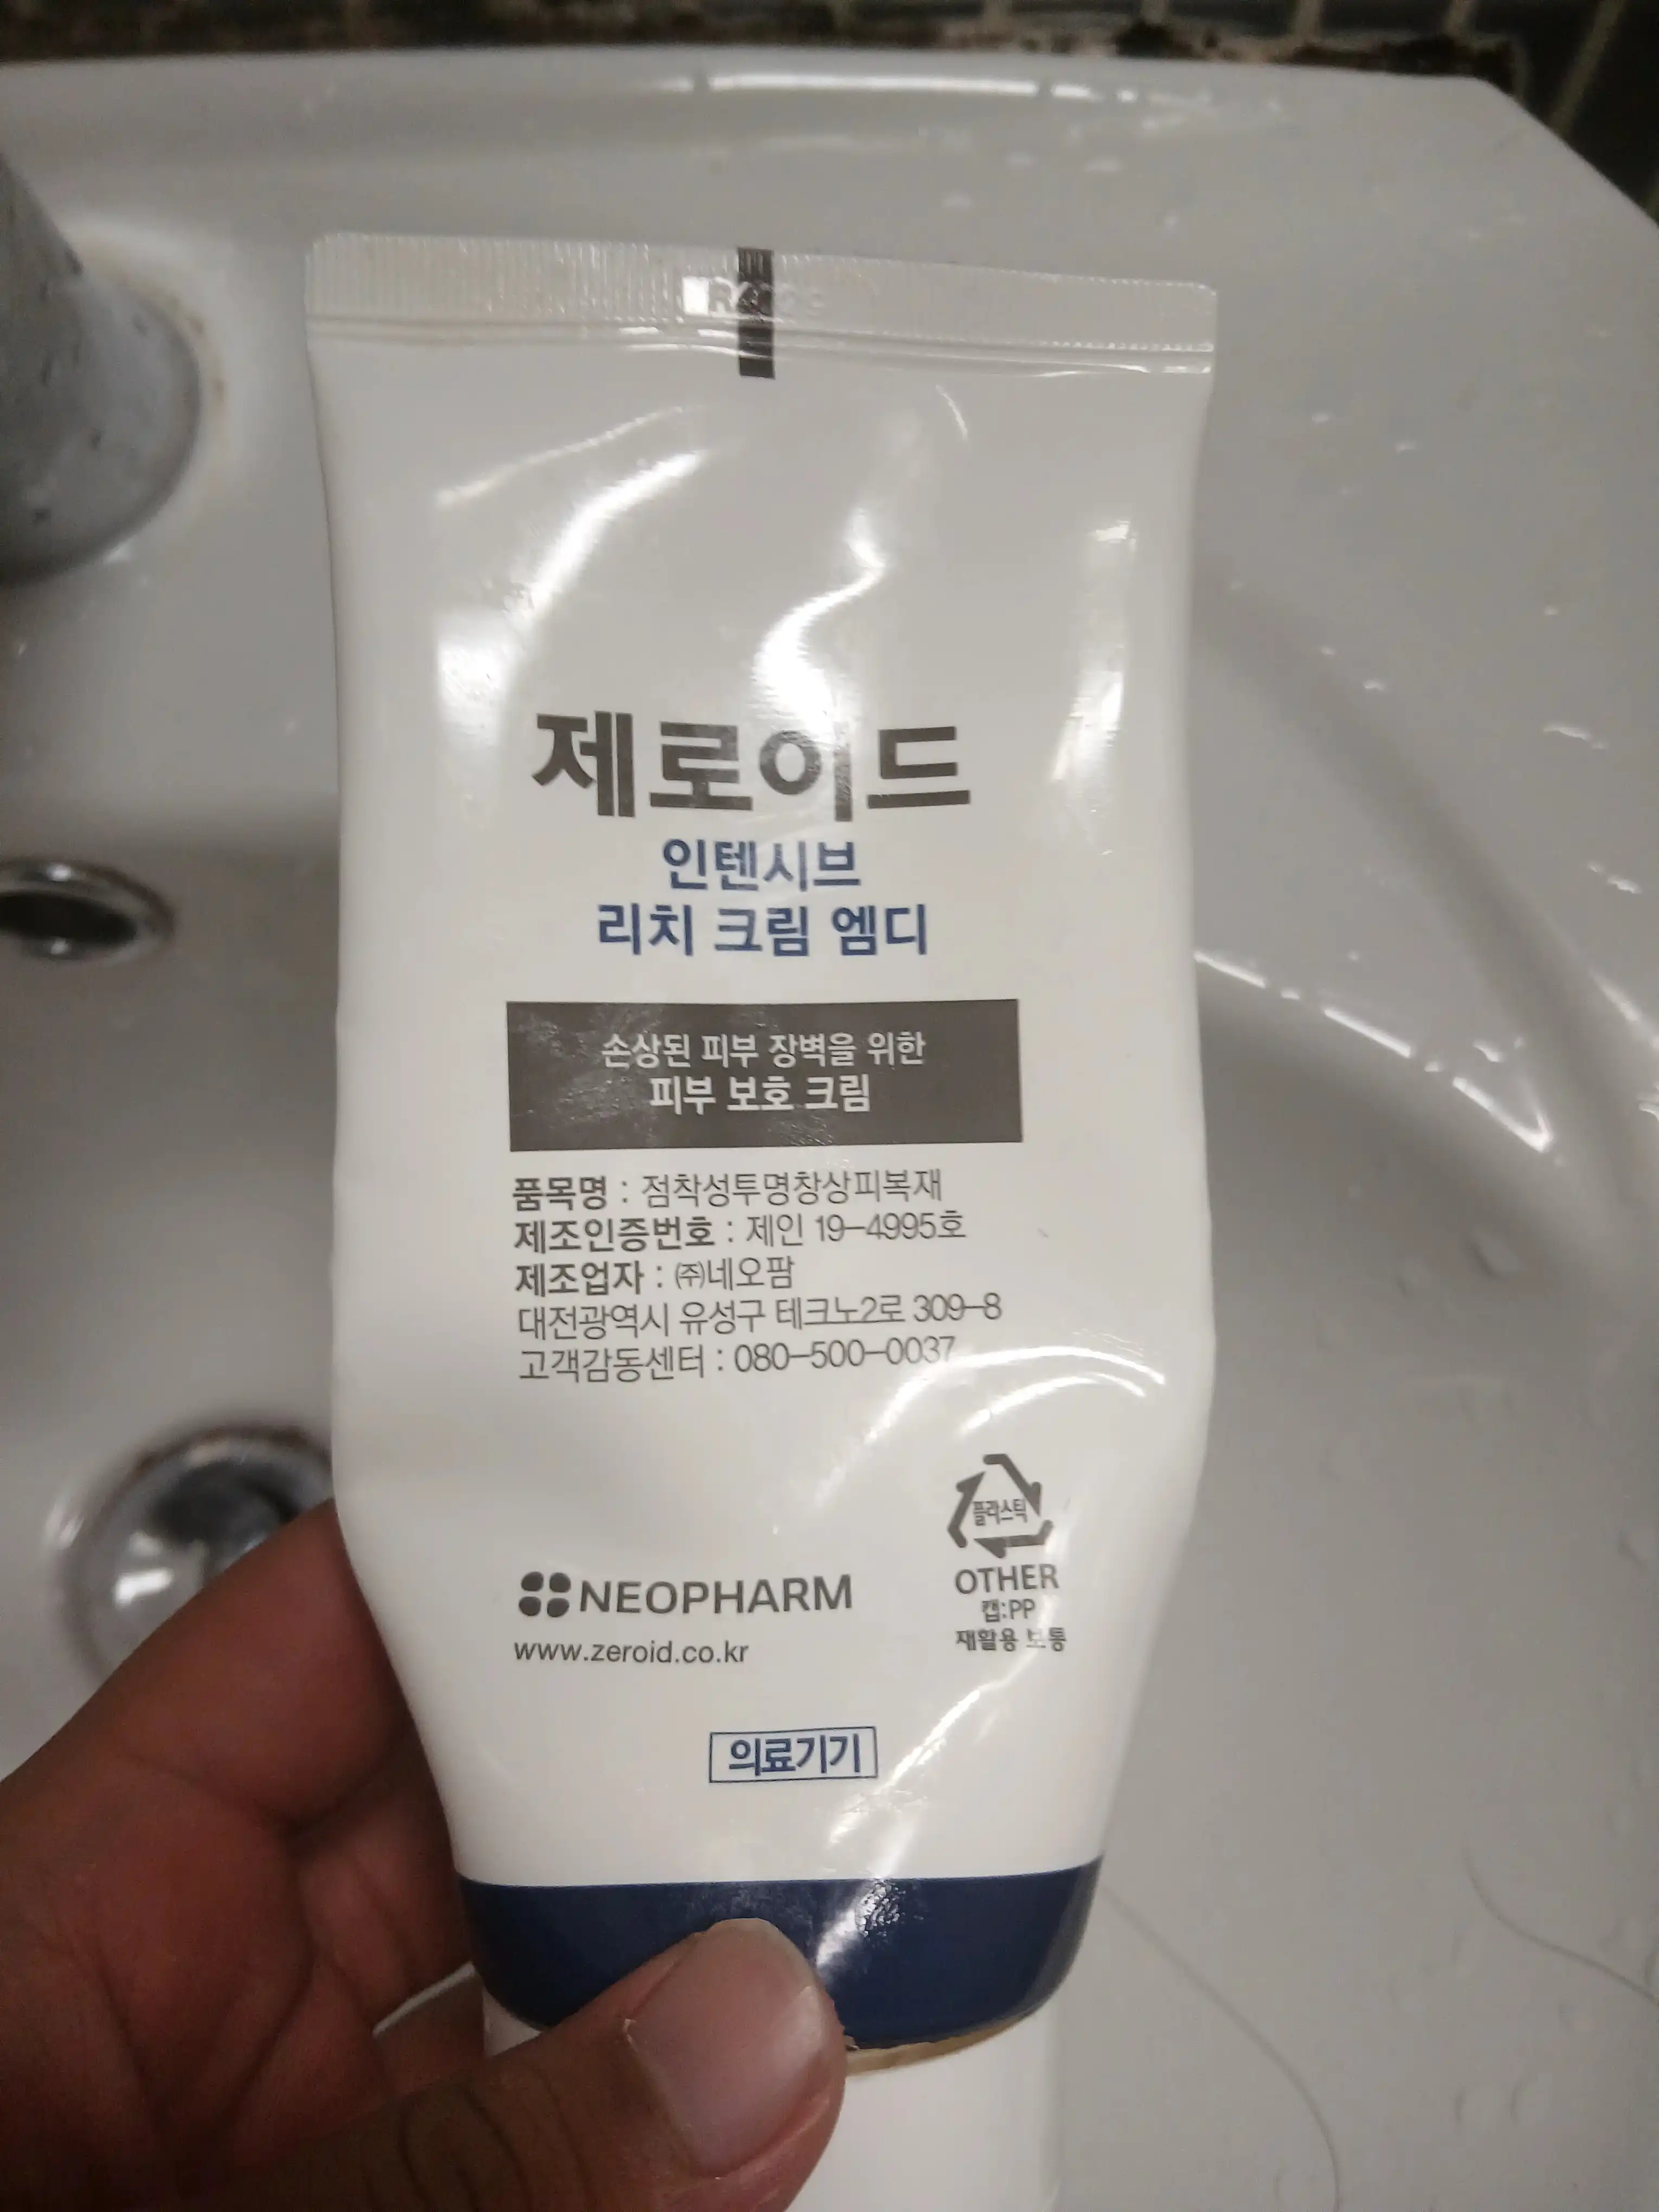 제로이드
인텐시브
리치 크림 엠디
손상된 피부 장벽을 위한
피부 보호 크림
품목명 : 점착성투명창상피복재
제조인증번호 : 제인 19-4995호
제조업자 : ㈜네오팜
대전광역시 유성구 테크노2로 309-8
고객감동센터 : 080-500-0037
플라스틱
OTHER
캡:PP
재활용 보통
NEOPHARM
www.zeroid.co.kr
의료기기